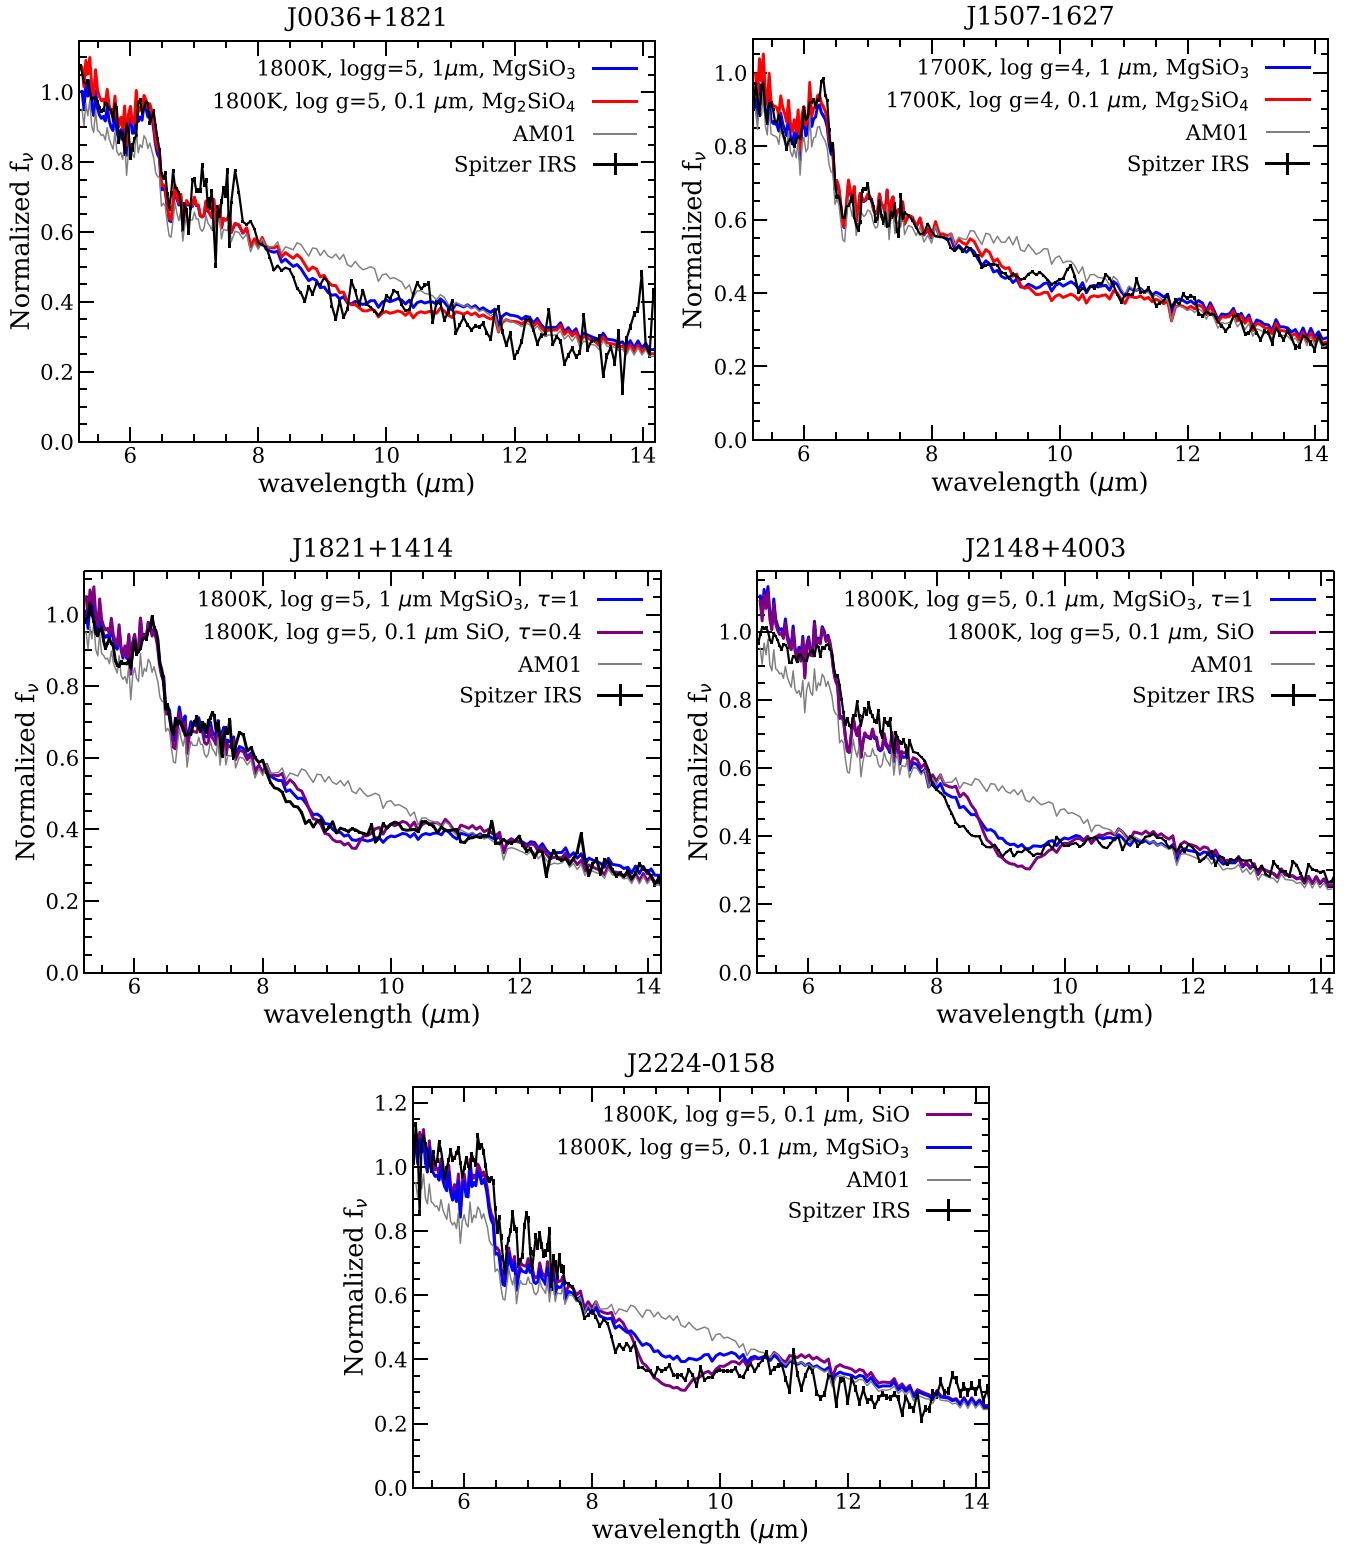 J0036+1821
1800K, logg=5, 1μm, MgSiO₃
1800K, log g=5, 0.1 μm, Mg₂SiO₄
AM01
Spitzer IRS
Normalized fᵥ
1.0
0.8
0.6
0.4
0.2
0.0
6 8 10 12 14
wavelength (μm)
J1507-1627
1700K, log g=4, 1 μm, MgSiO₃
1700K, log g=4, 0.1 μm, Mg₂SiO₄
AM01
Spitzer IRS
Normalized fᵥ
1.0
0.8
0.6
0.4
0.2
0.0
6 8 10 12 14
wavelength (μm)
J1821+1414
1800K, log g=5, 1 μm MgSiO₃, τ=1
1800K, log g=5, 0.1 μm SiO, τ=0.4
AM01
Spitzer IRS
Normalized fᵥ
1.0
0.8
0.6
0.4
0.2
0.0
6 8 10 12 14
wavelength (μm)
J2148+4003
1800K, log g=5, 0.1 μm, MgSiO₃, τ=1
1800K, log g=5, 0.1 μm, SiO
AM01
Spitzer IRS
Normalized fᵥ
1.0
0.8
0.6
0.4
0.2
0.0
6 8 10 12 14
wavelength (μm)
J2224-0158
1800K, log g=5, 0.1 μm, SiO
1800K, log g=5, 0.1 μm, MgSiO₃
AM01
Spitzer IRS
Normalized fᵥ
1.2
1.0
0.8
0.6
0.4
0.2
0.0
6 8 10 12 14
wavelength (μm)